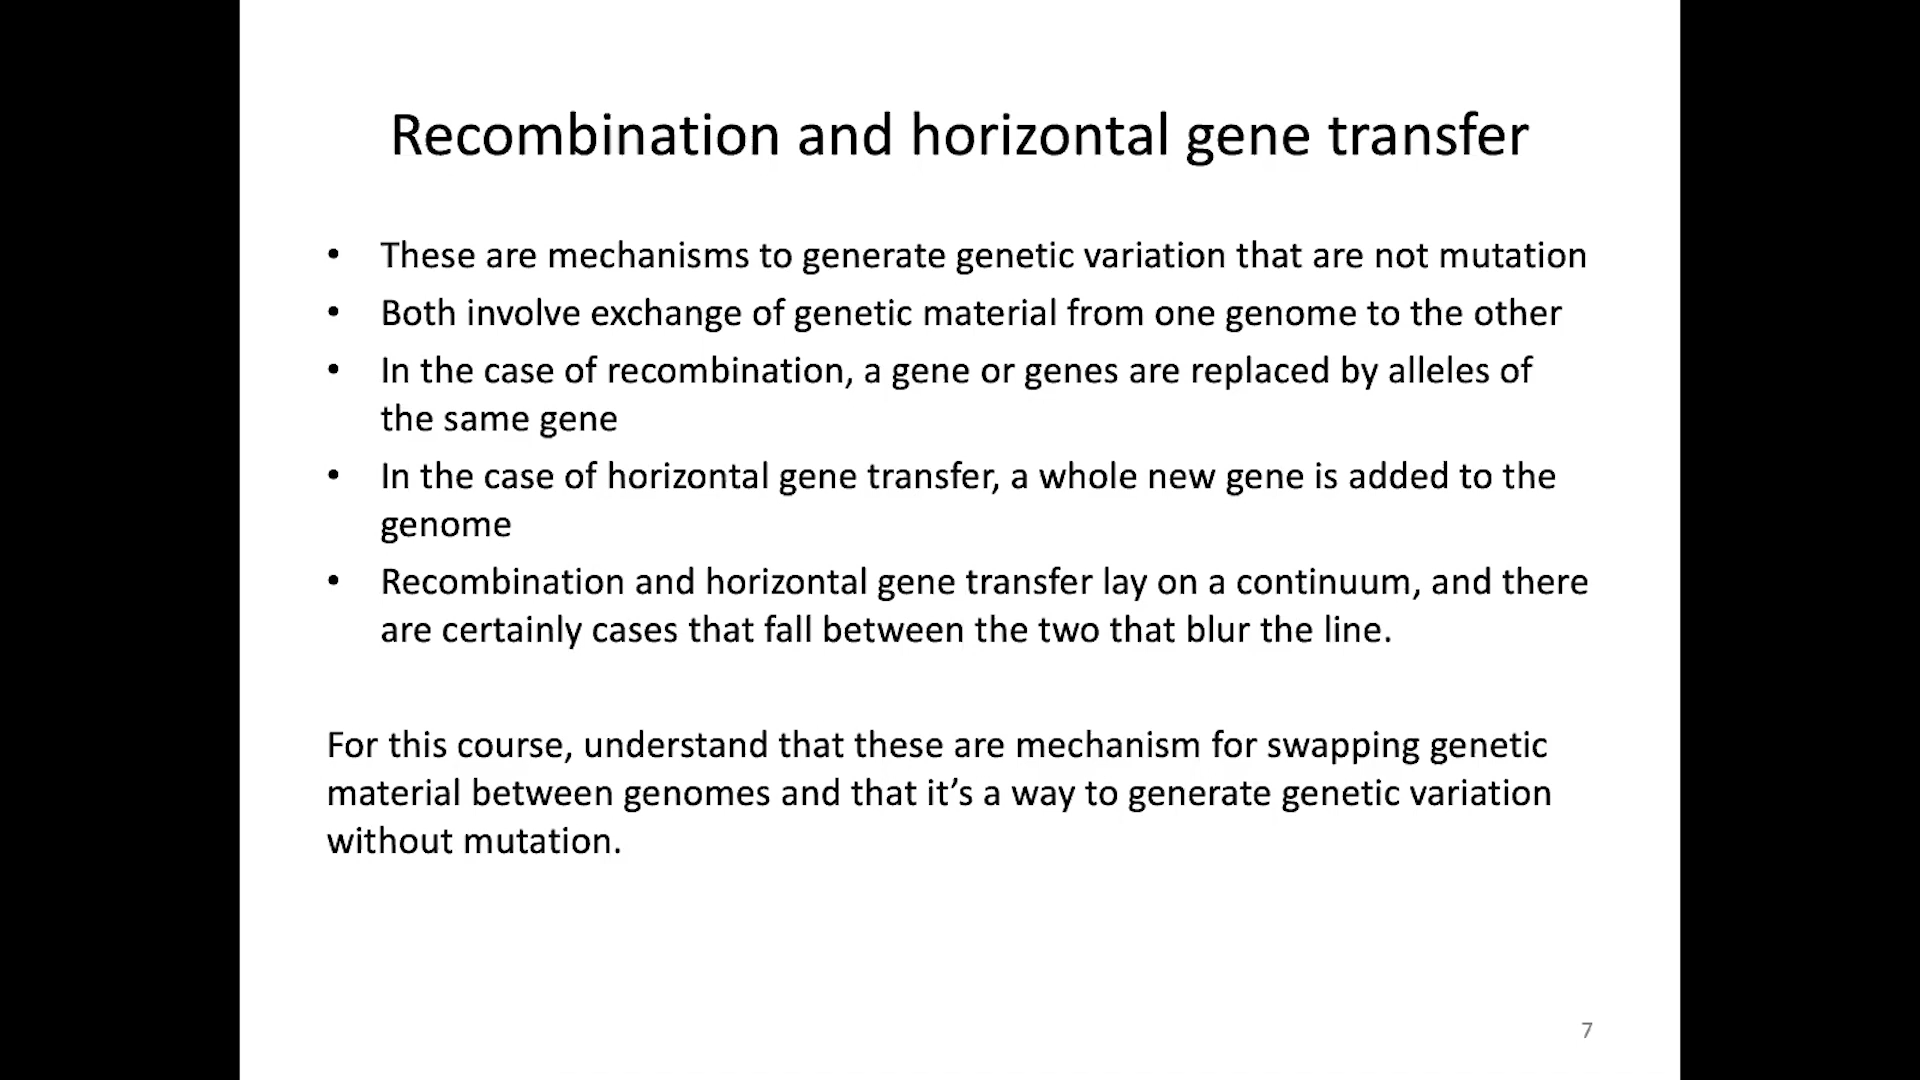 Recombination and horizontal gene transfer
• These are mechanisms to generate genetic variation that are not mutation
• Both involve exchange of genetic material from one genome to the other
• In the case of recombination, a gene or genes are replaced by alleles of
the same gene
• In the case of horizontal gene transfer, a whole new gene is added to the
genome
• Recombination and horizontal gene transfer lay on a continuum, and there
are certainly cases that fall between the two that blur the line.
For this course, understand that these are mechanism for swapping genetic
material between genomes and that it’s a way to generate genetic variation
without mutation.
7